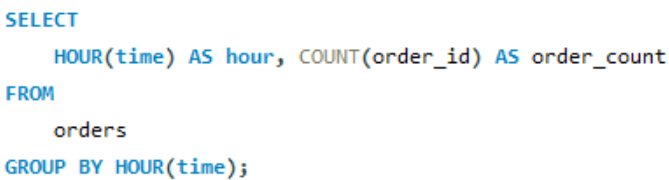 SELECT
HOUR(time) AS hour, COUNT(order_id) AS order_count
FROM
orders
GROUP BY HOUR(time);